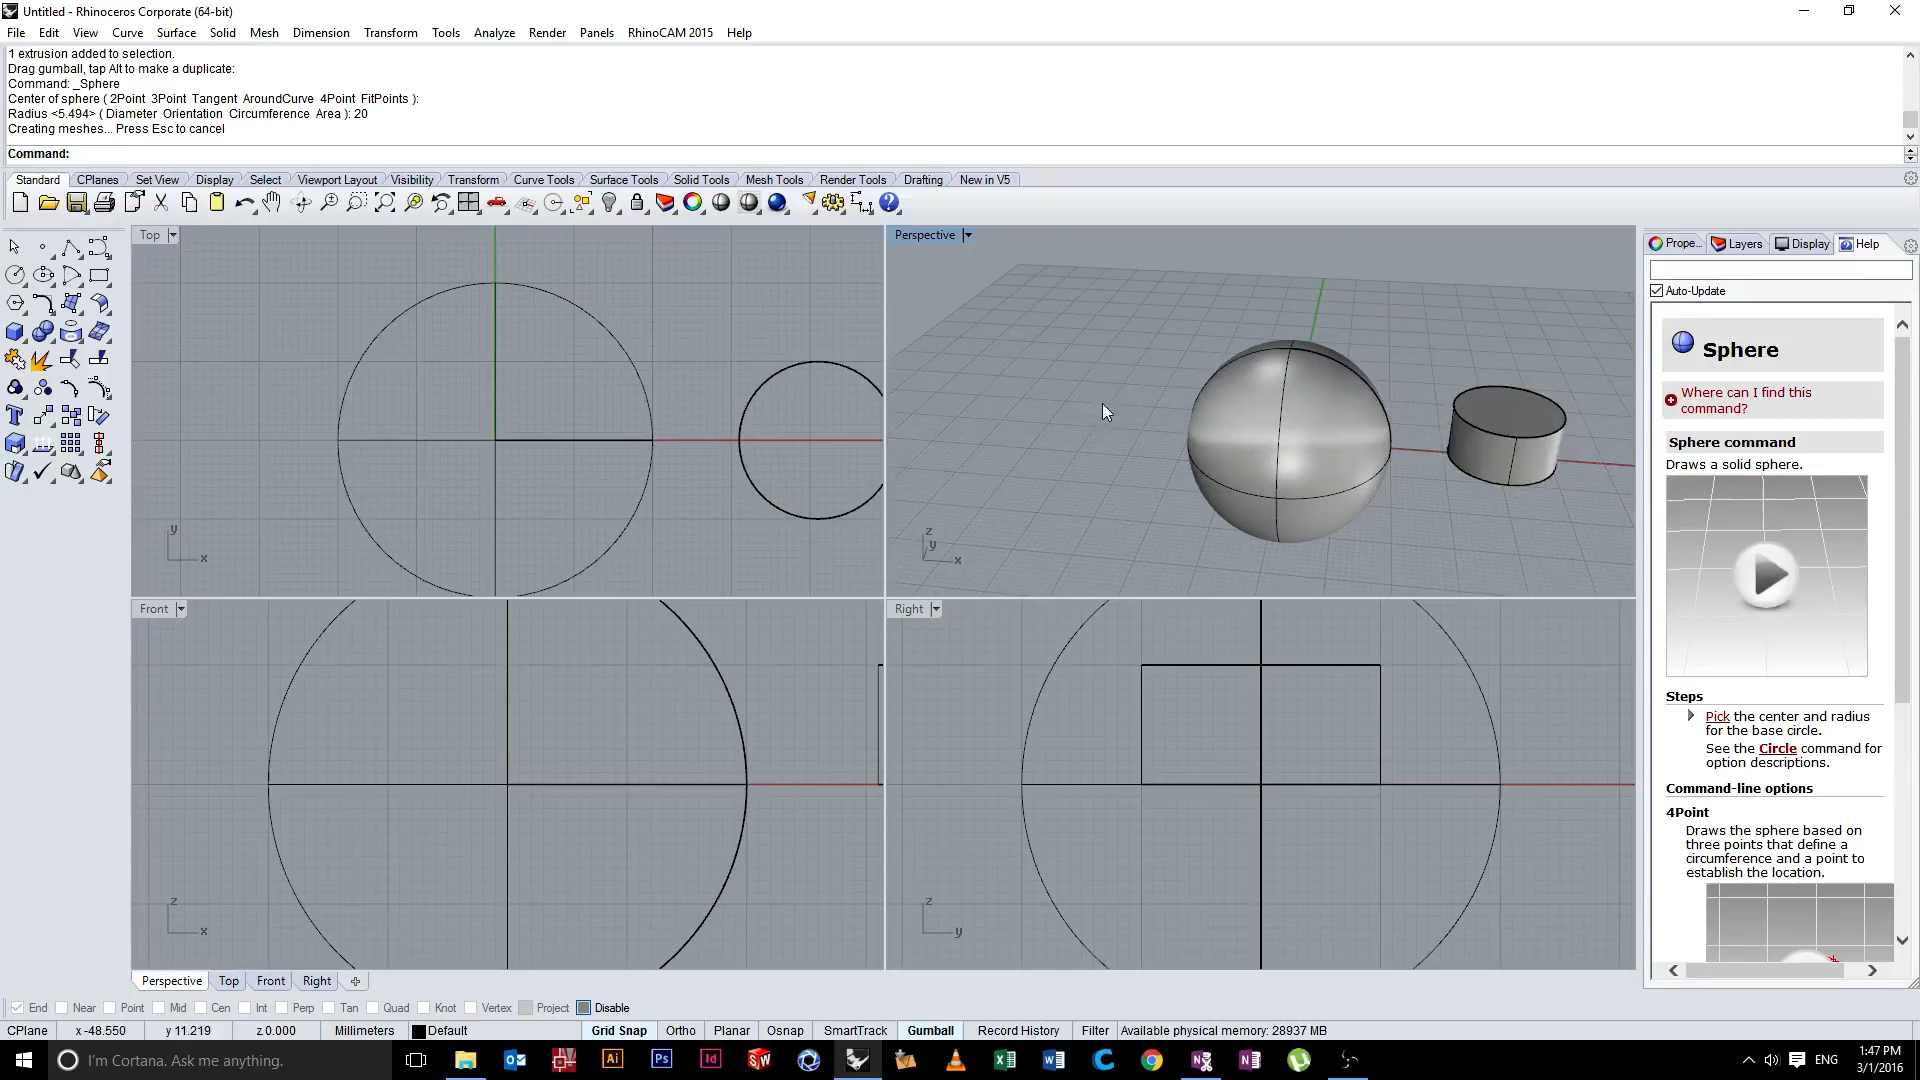 Untitled - Rhinoceros Corporate (64-bit)
File Edit View Curve Surface Solid Mesh Dimension Transform Tools Analyze Render Panels RhinoCAM 2015 Help
1 extrusion added to selection.
Drag gumball, tap Alt to make a duplicate:
Command: _Sphere
Center of sphere ( 2Point 3Point Tangent AroundCurve 4Point FitPoints ):
Radius <5.494> ( Diameter Orientation Circumference Area ): 20
Creating meshes... Press Esc to cancel
Command:
Standard CPlanes Set View Display Select Viewport Layout Visibility Transform Curve Tools Surface Tools Solid Tools Mesh Tools Render Tools Drafting New in V5
Top
y
x
Perspective
z
y
x
Front
z
x
Right
z
y
Prope... Layers Display Help
Auto-Update
Sphere
Where can I find this
command?
Sphere command
Draws a solid sphere.
Steps
Pick the center and radius
for the base circle.
See the Circle command for
option descriptions.
Command-line options
4Point
Draws the sphere based on
three points that define a
circumference and a point to
establish the location.
Perspective Top Front Right
End Near Point Mid Cen Int Perp Tan Quad Knot Vertex Project Disable
CPlane x -48.550 y 11.219 z 0.000 Millimeters Default Grid Snap Ortho Planar Osnap SmartTrack Gumball Record History Filter Available physical memory: 28937 MB
I'm Cortana. Ask me anything.
Ai Ps Id SW
ENG
1:47 PM
3/1/2016